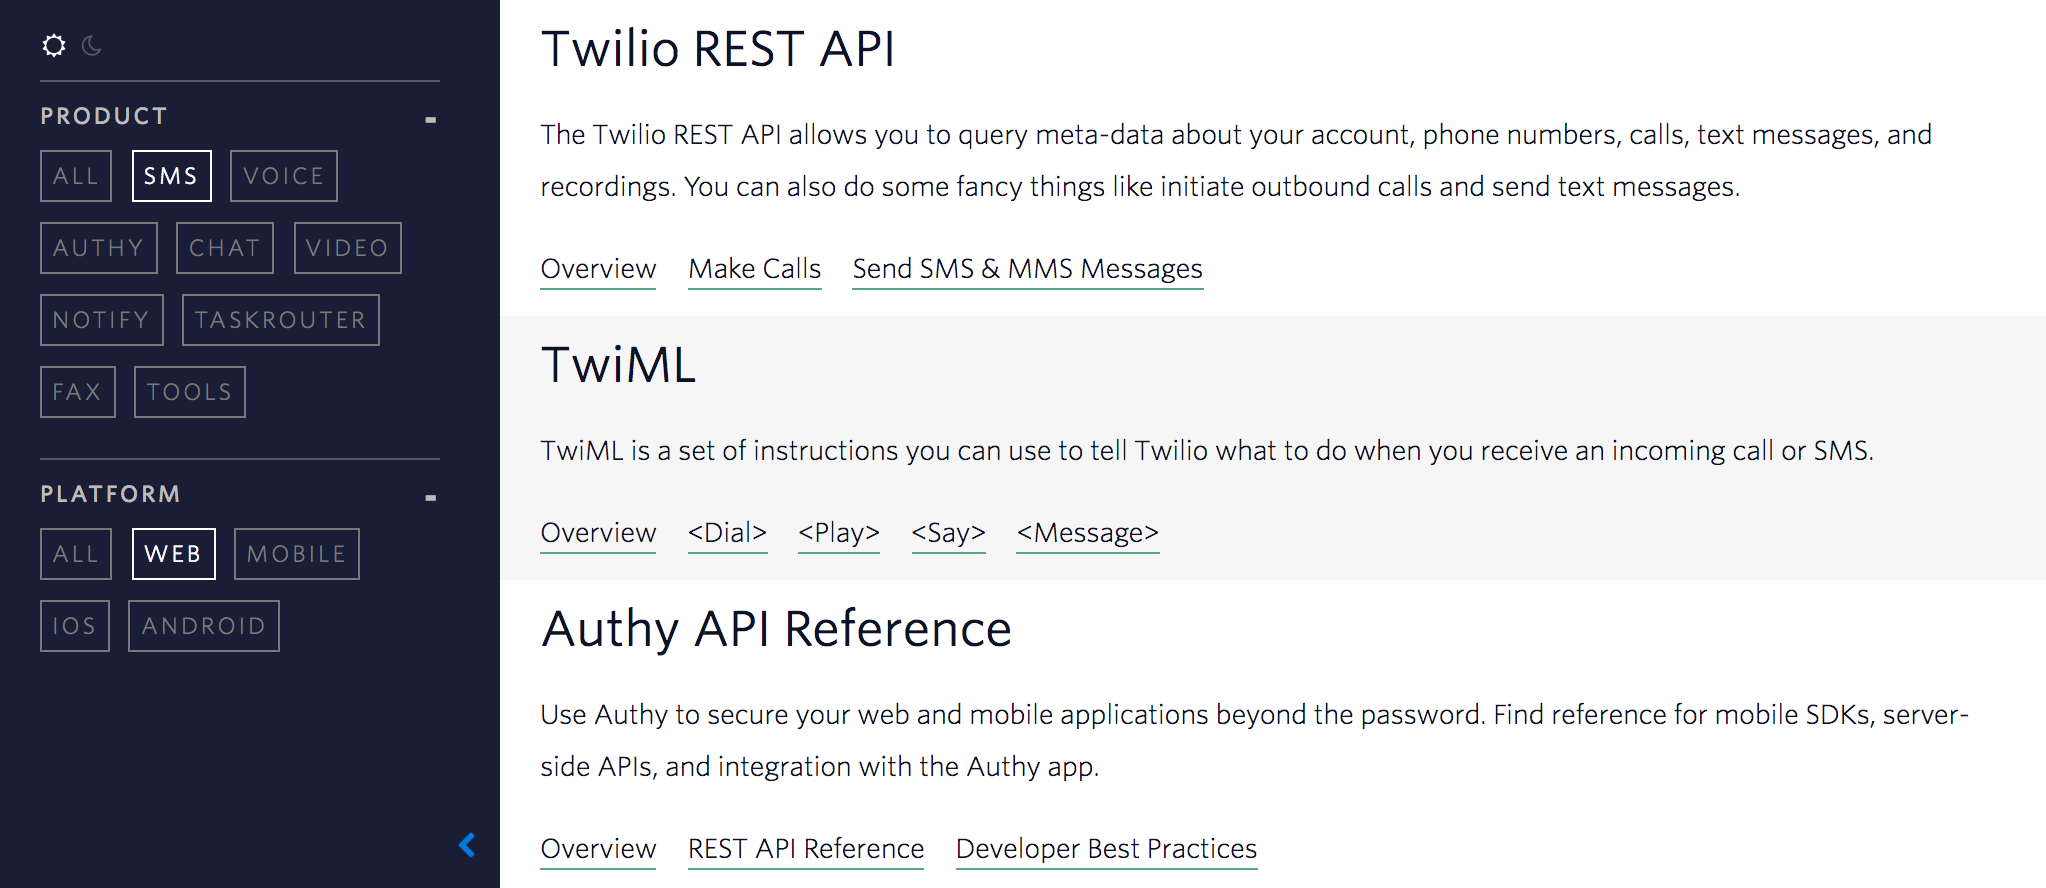 PRODUCT -
ALL SMS VOICE
AUTHY CHAT VIDEO
NOTIFY TASKROUTER
FAX TOOLS
PLATFORM -
ALL WEB MOBILE
IOS ANDROID
Twilio REST API
The Twilio REST API allows you to query meta-data about your account, phone numbers, calls, text messages, and
recordings. You can also do some fancy things like initiate outbound calls and send text messages.
Overview Make Calls Send SMS & MMS Messages
TwiML
TwiML is a set of instructions you can use to tell Twilio what to do when you receive an incoming call or SMS.
Overview <Dial> <Play> <Say> <Message>
Authy API Reference
Use Authy to secure your web and mobile applications beyond the password. Find reference for mobile SDKs, server-
side APIs, and integration with the Authy app.
Overview REST API Reference Developer Best Practices